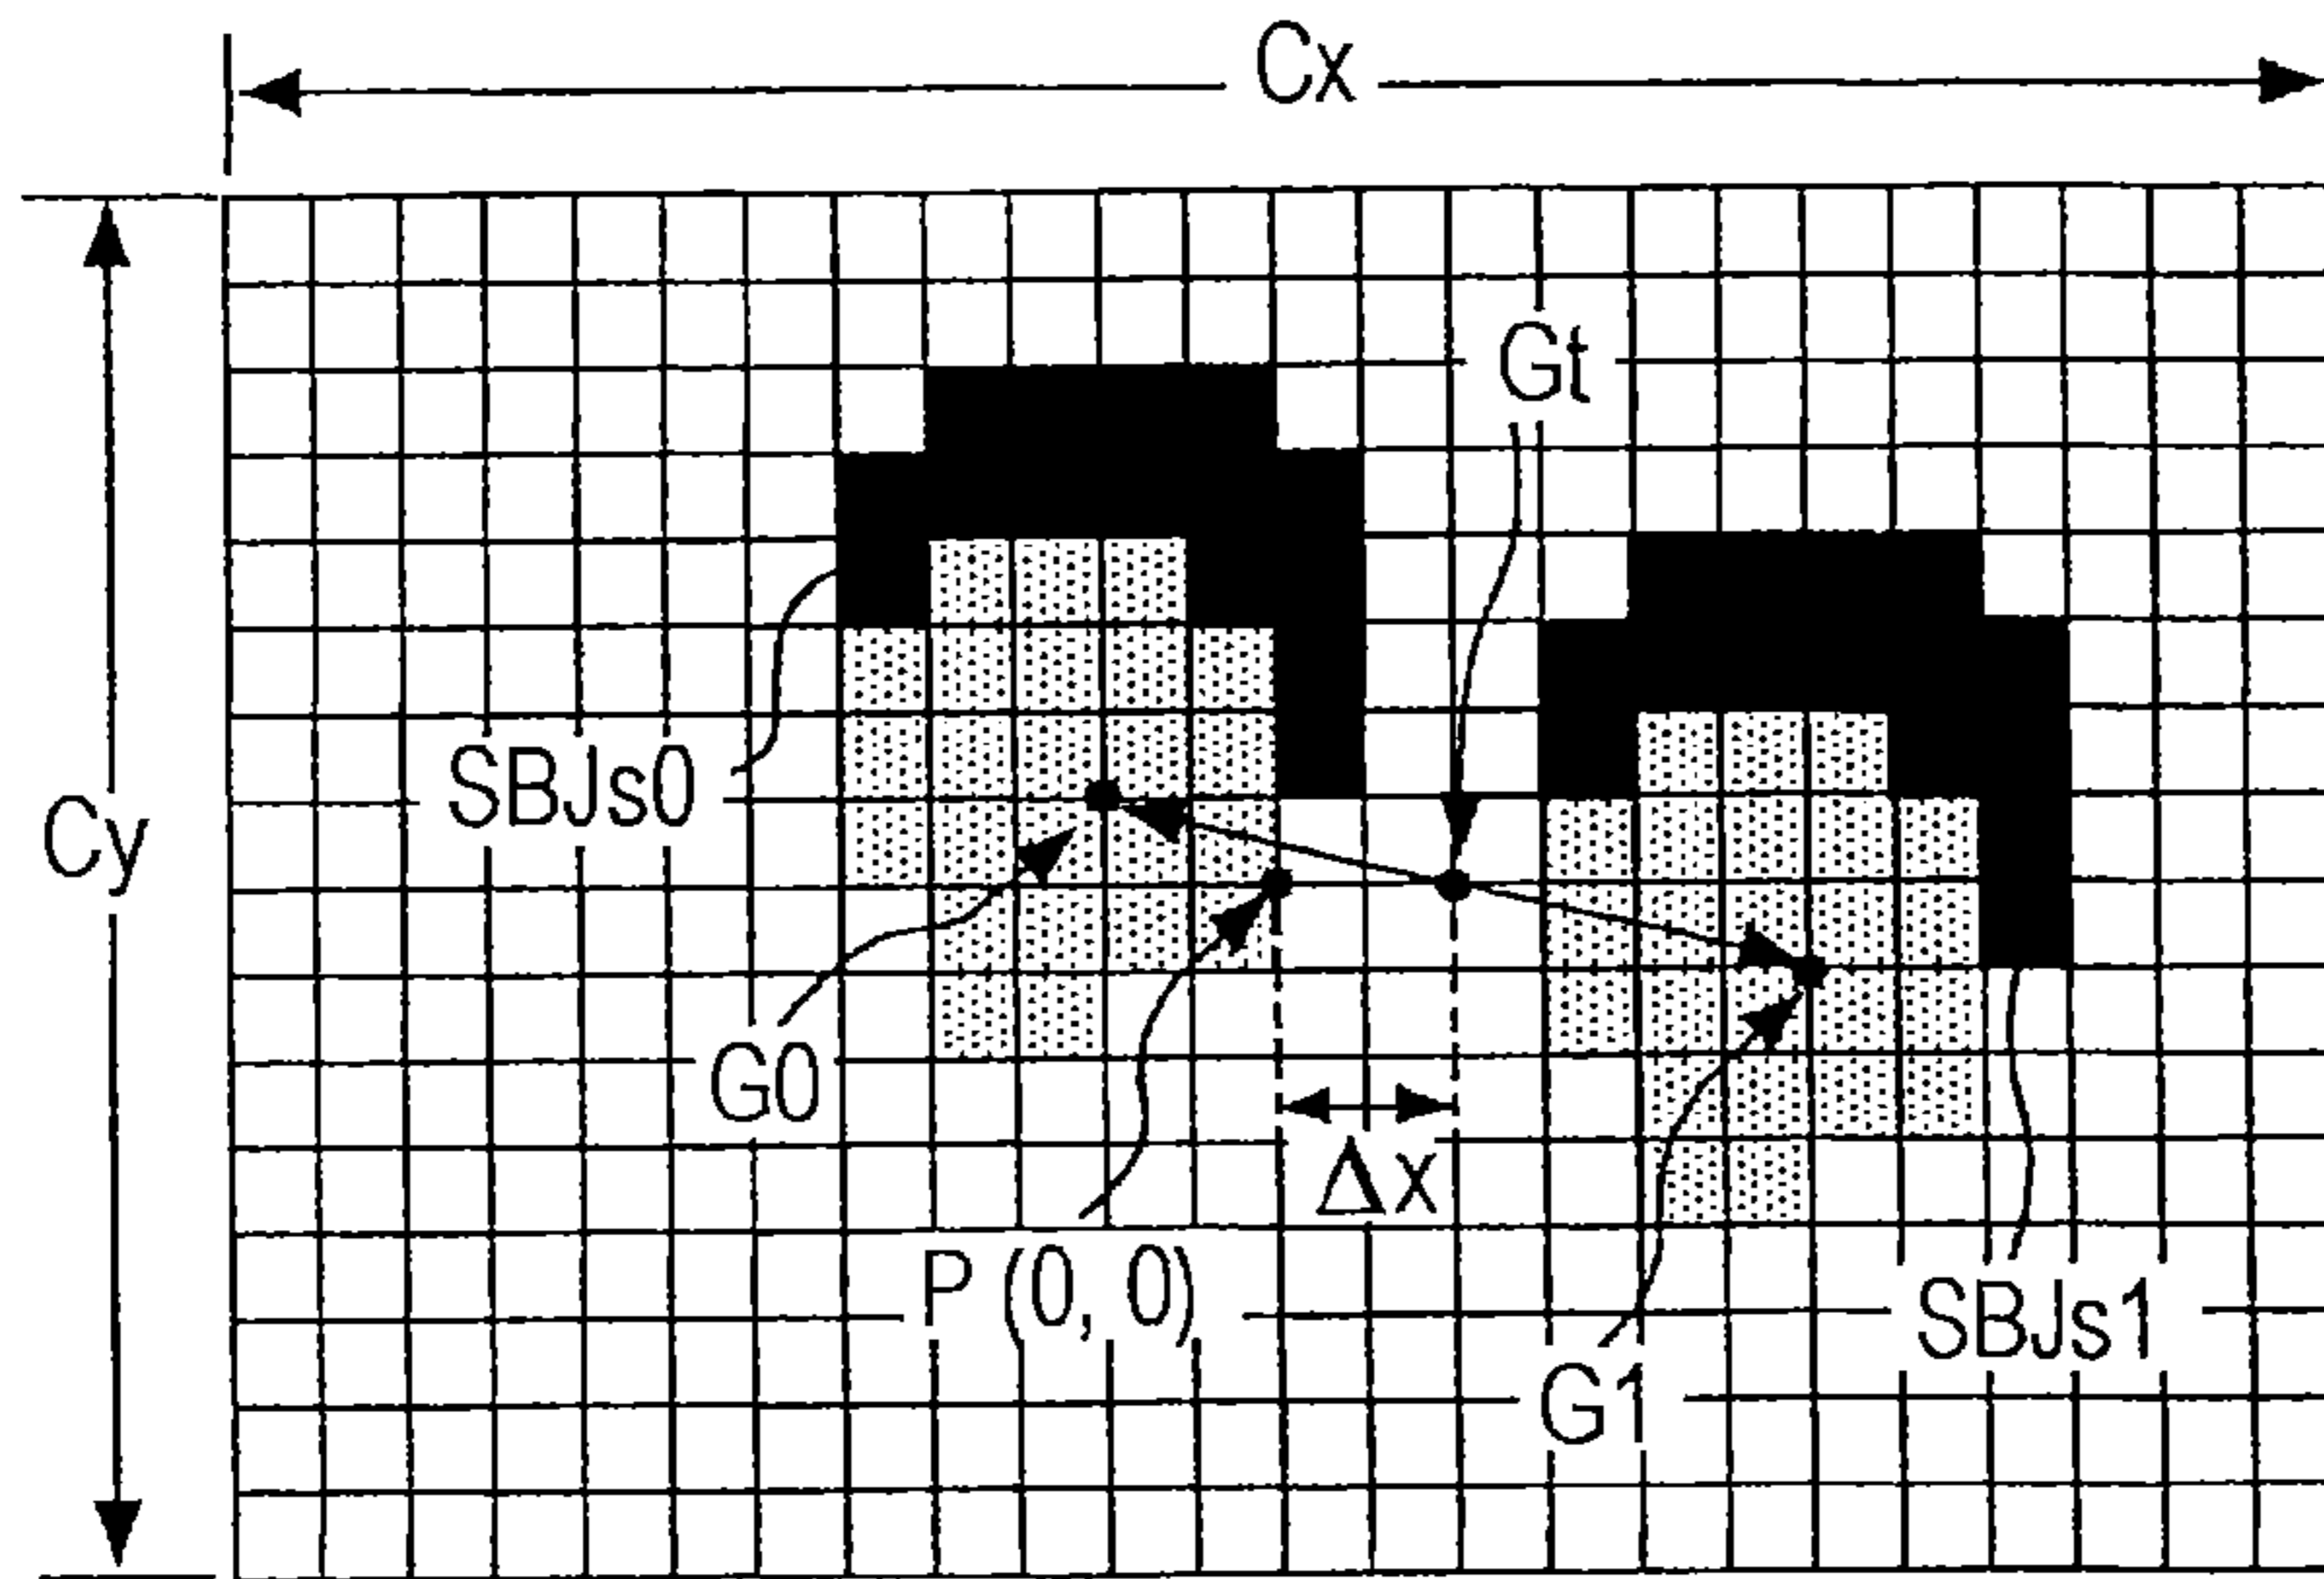 Cx
Gt
SBJs0
Cy
G0
Δx
P (0, 0)
SBJs1
G1